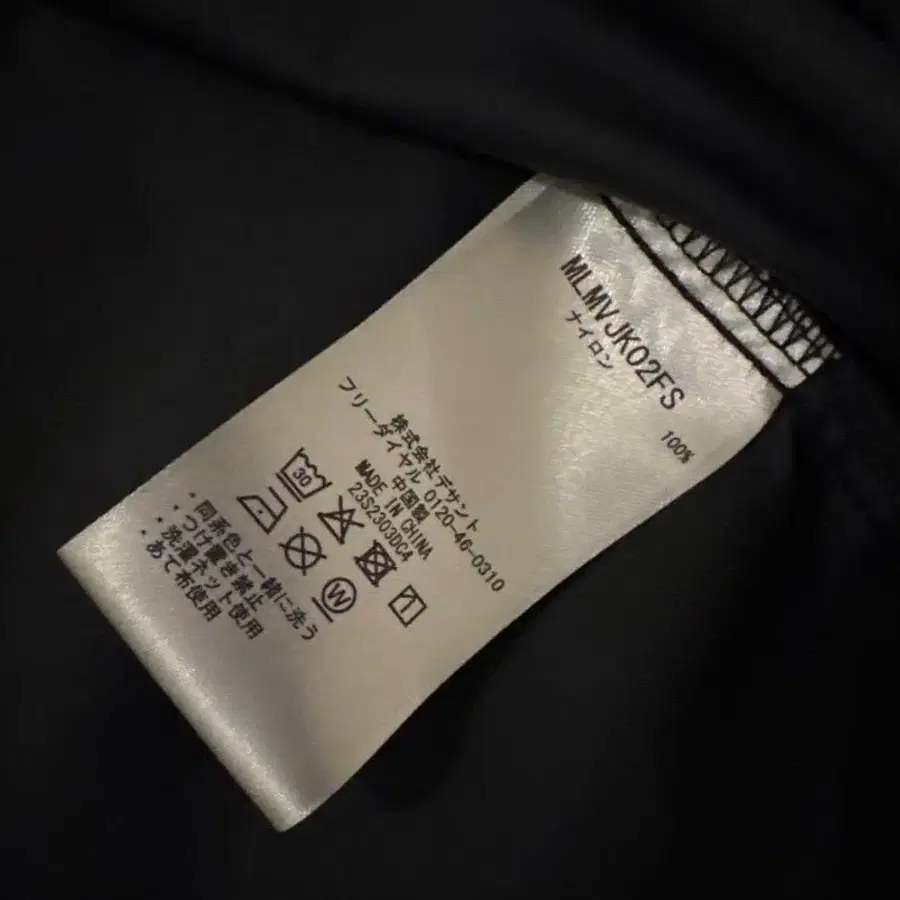 MLMVJK02FS
ナイロン 100%
株式会社デサント
フリーダイヤル 0120-46-0310
中国製
MADE IN CHINA
23S2303DC4
30
W
・同系色と一緒に洗う
・つけ置き禁止
・洗濯ネット使用
・あて布使用